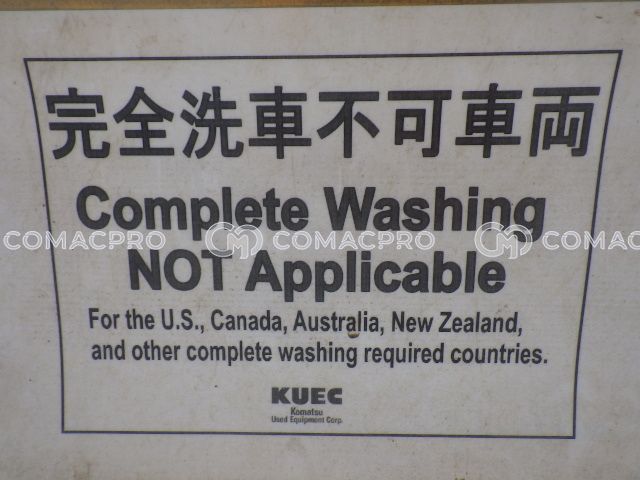 完全洗車不可車両
Complete Washing
COMACPRO COMACPRO COMACPRO
NOT Applicable
For the U.S., Canada, Australia, New Zealand,
and other complete washing required countries.
KUEC
Komatsu
Used Equipment Corp.